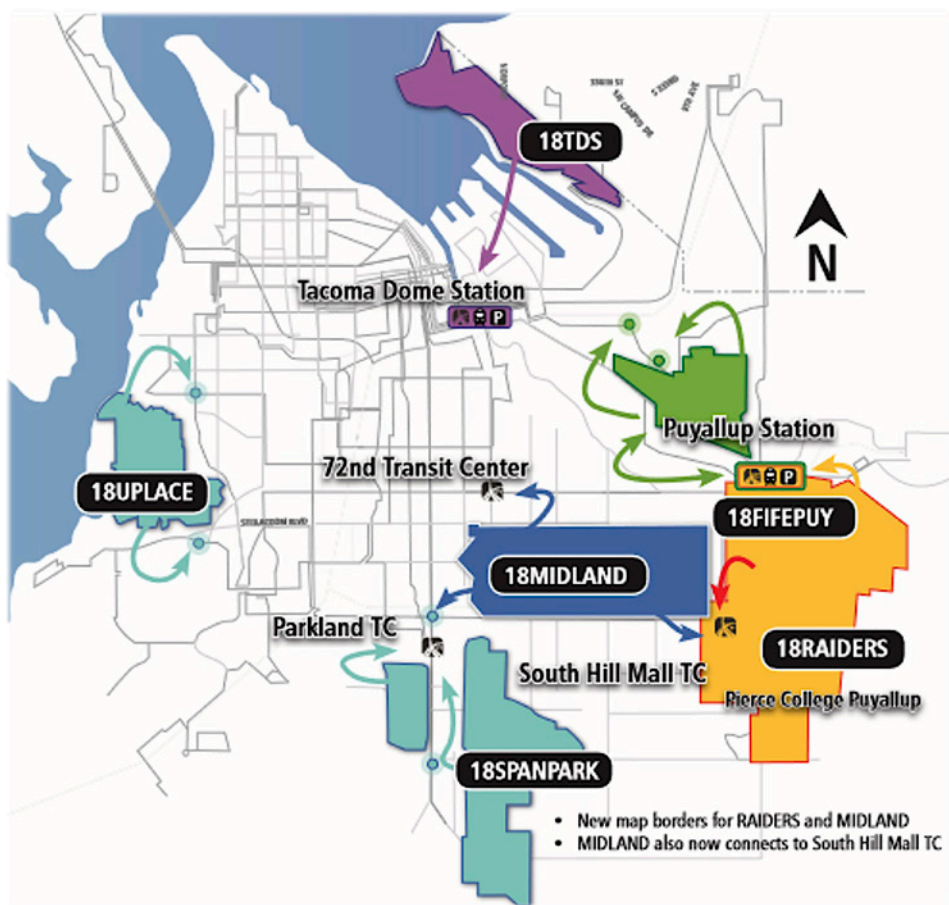 18TDS
N
Tacoma Dome Station
P
Puyallup Station
P
72nd Transit Center
18UPLACE
18FIFEPUY
18MIDLAND
Parkland TC
18RAIDERS
South Hill Mall TC
Pierce College Puyallup
18SPANPARK
• New map borders for RAIDERS and MIDLAND
• MIDLAND also now connects to South Hill Mall TC